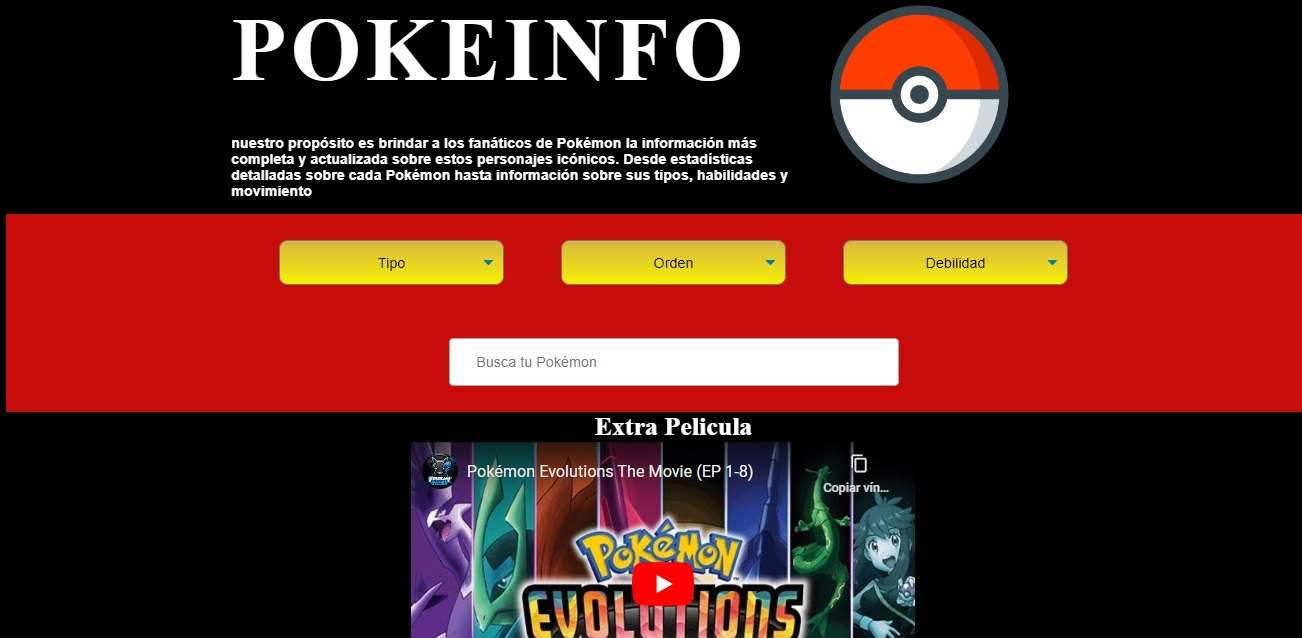 POKEINFO
nuestro propósito es brindar a los fanáticos de Pokémon la información más
completa y actualizada sobre estos personajes icónicos. Desde estadísticas
detalladas sobre cada Pokémon hasta información sobre sus tipos, habilidades y
movimiento
Tipo
Orden
Debilidad
Busca tu Pokémon
Extra Pelicula
Pokémon Evolutions The Movie (EP 1-8)
Copiar vín...
POKéMON
EVOLUTIONS